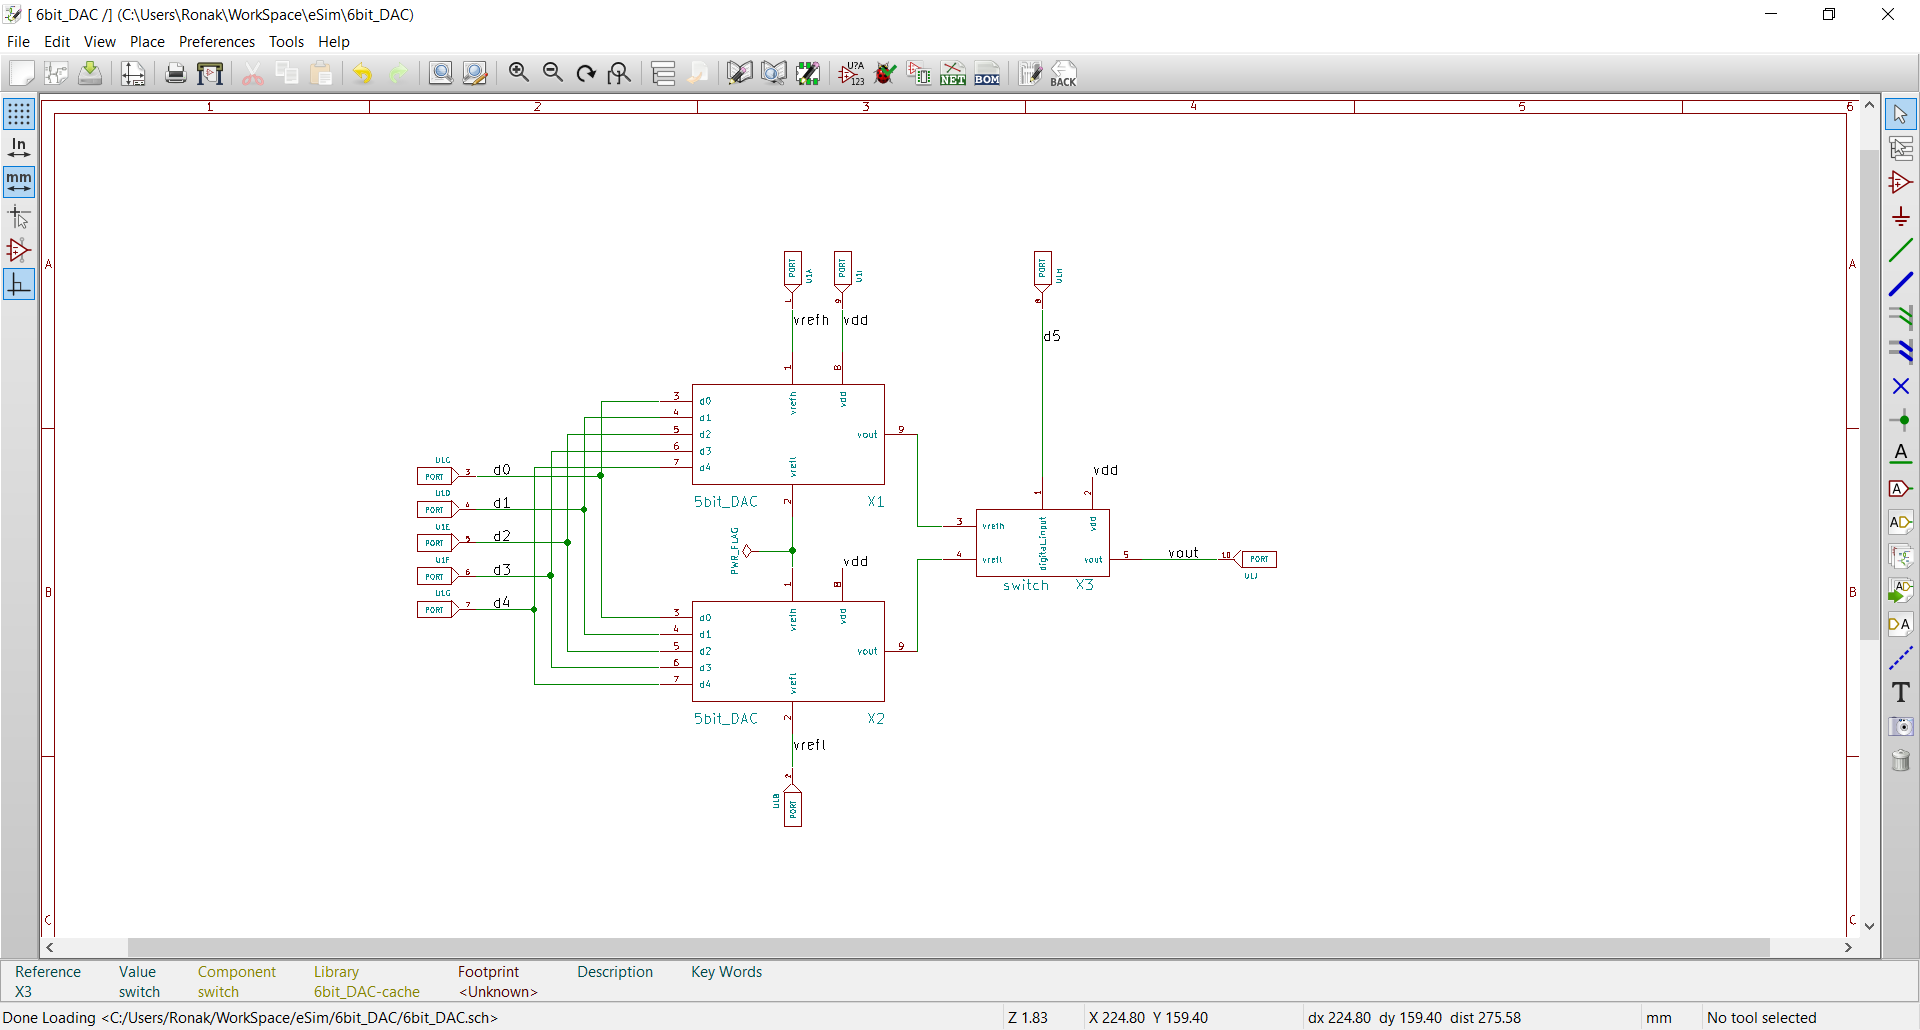 [ 6bit_DAC /] (C:\Users\Ronak\WorkSpace\eSim\6bit_DAC)
File Edit View Place Preferences Tools Help
U?A
123
NET
BOM
BACK
In
mm
1 2 3 4 5 6
A A
B B
C C
PORT U1A 1
PORT U1I 9
PORT U1H 8
vrefh vdd
d5
1 8
3 d0
4 d1
5 d2
6 d3
7 d4
vrefh vdd
vout 9
vrefl
2
5bit_DAC X1
U1C
PORT 3 d0
U1D
PORT 4 d1
U1E
PORT 5 d2
U1F
PORT 6 d3
U1G
PORT 7 d4
PWR_FLAG
vdd
1 2
3 vrefh
4 vrefl
digital_input vdd
vout 5
switch X3
vout
10 PORT
U1J
vdd
1 8
3 d0
4 d1
5 d2
6 d3
7 d4
vrefh vdd
vout 9
vrefl
2
5bit_DAC X2
vrefl
2
U1B PORT
A
A
AD
AD
DA
T
Reference Value Component Library Footprint Description Key Words
X3 switch switch 6bit_DAC-cache <Unknown>
Done Loading <C:/Users/Ronak/WorkSpace/eSim/6bit_DAC/6bit_DAC.sch> Z 1.83 X 224.80 Y 159.40 dx 224.80 dy 159.40 dist 275.58 mm No tool selected